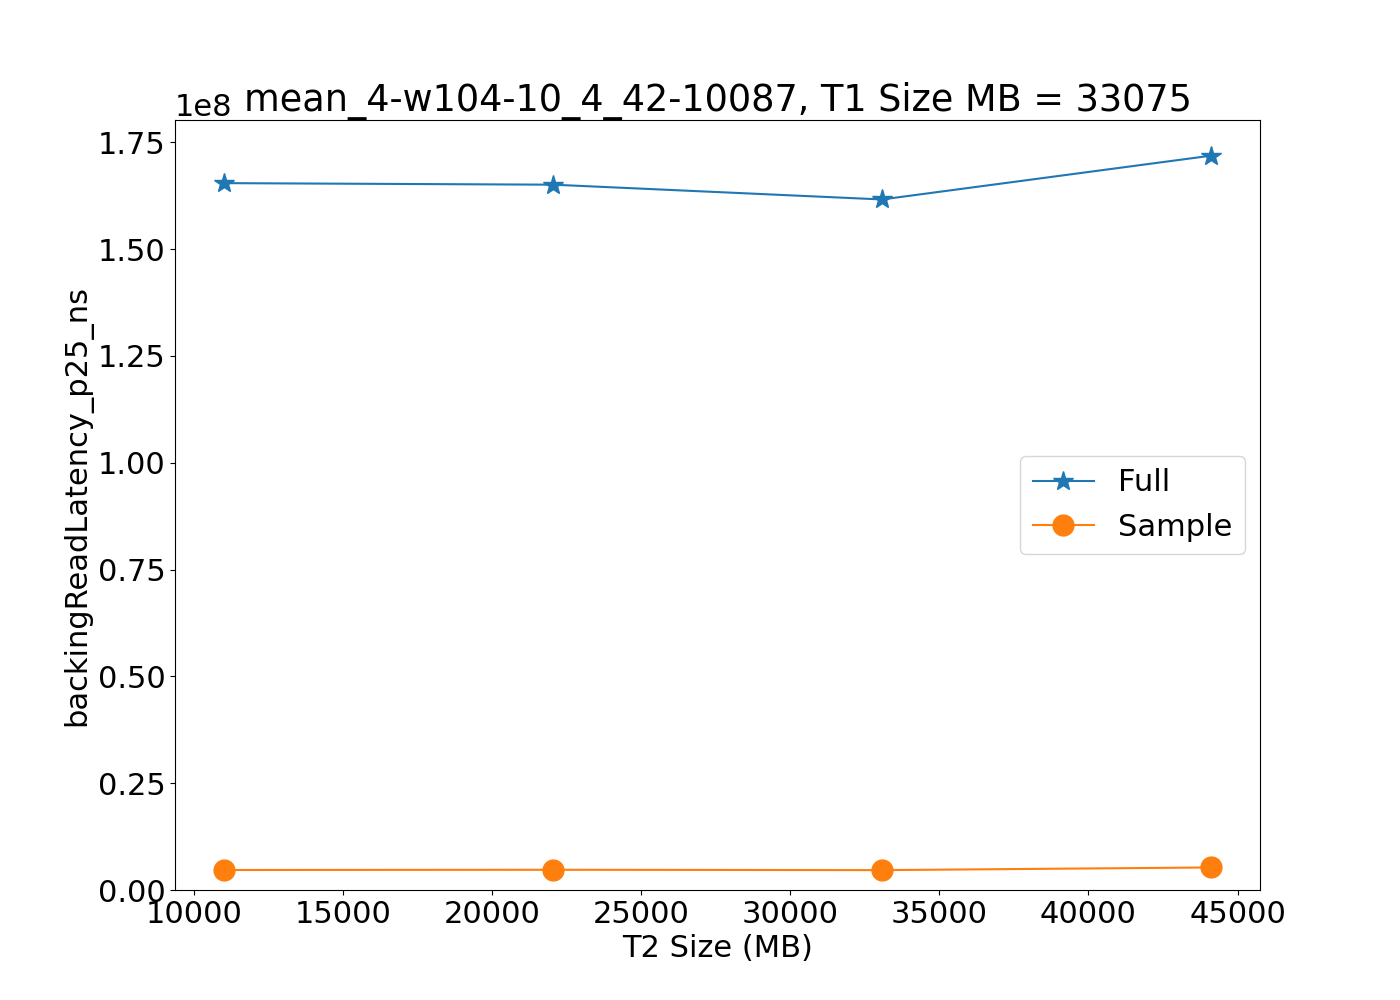 1e8 mean_4-w104-10_4_42-10087, T1 Size MB = 33075
1.75
1.50
1.25
1.00
0.75
0.50
0.25
0.00
backingReadLatency_p25_ns
Full
Sample
10000 15000 20000 25000 30000 35000 40000 45000
T2 Size (MB)